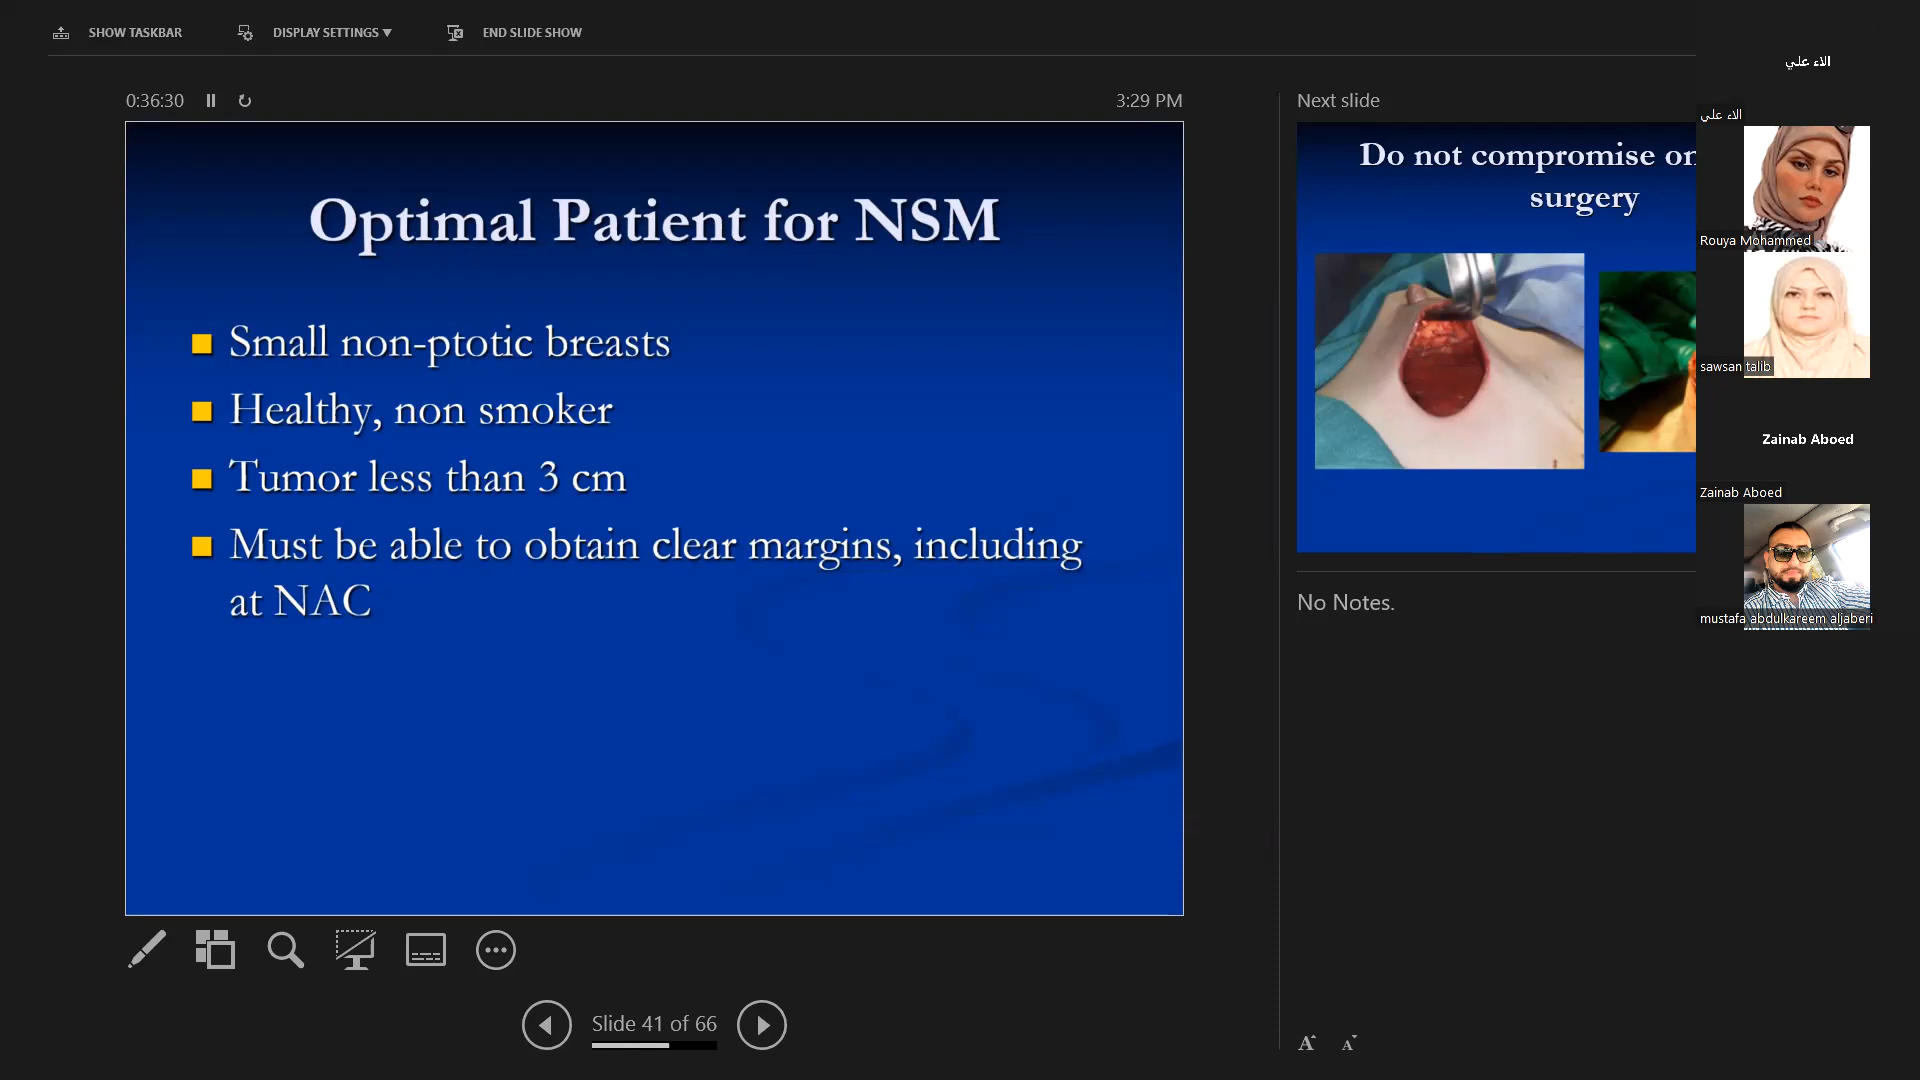 SHOW TASKBAR
DISPLAY SETTINGS ▼
END SLIDE SHOW
0:36:30
3:29 PM
Optimal Patient for NSM
Small non-ptotic breasts
Healthy, non smoker
Tumor less than 3 cm
Must be able to obtain clear margins, including
at NAC
Slide 41 of 66
Next slide
Do not compromise on
surgery
No Notes.
A A
الاء علي
الاء علي
Rouya Mohammed
sawsan talib
Zainab Aboed
Zainab Aboed
mustafa abdulkareem aljaberi